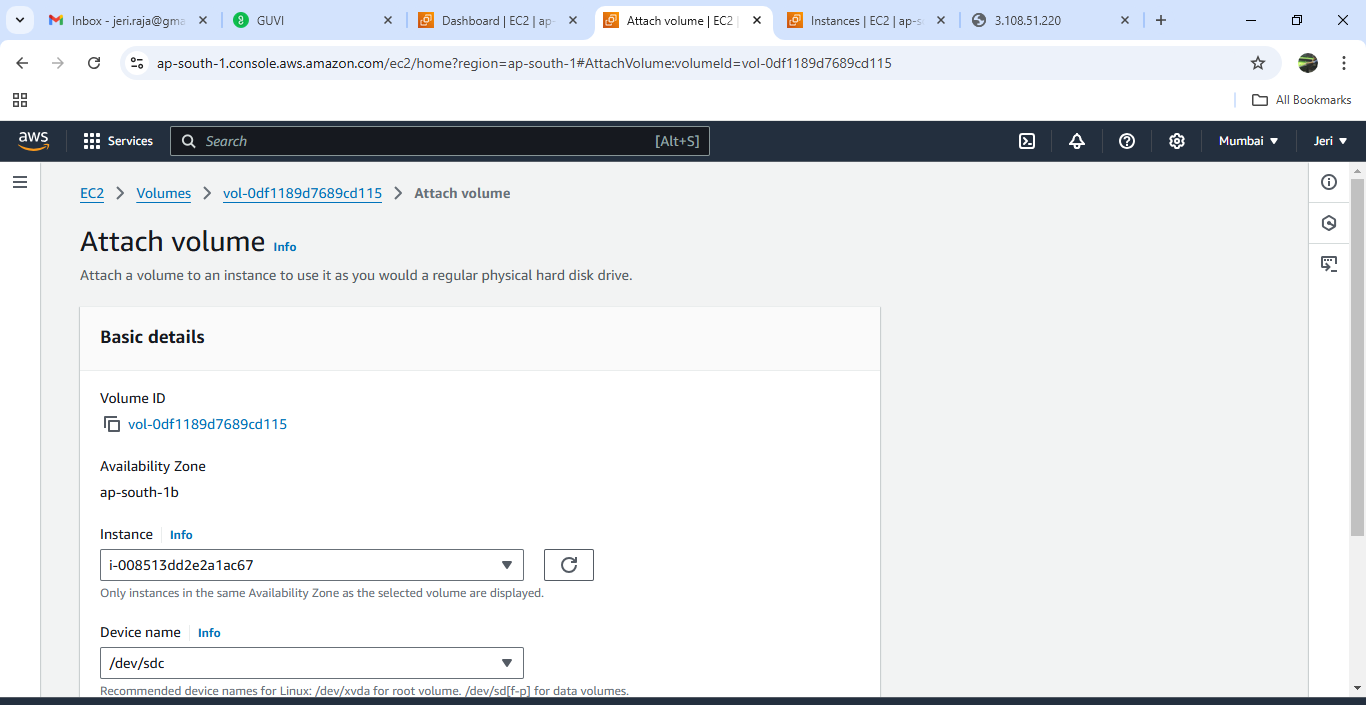 Inbox - jeri.raja@gma
GUVI
Dashboard | EC2 | ap-
Attach volume | EC2
Instances | EC2 | ap-s
3.108.51.220
ap-south-1.console.aws.amazon.com/ec2/home?region=ap-south-1#AttachVolume:volumeId=vol-0df1189d7689cd115
All Bookmarks
aws
Services
Search
[Alt+S]
Mumbai
Jeri
EC2 > Volumes > vol-0df1189d7689cd115 > Attach volume
Attach volume Info
Attach a volume to an instance to use it as you would a regular physical hard disk drive.
Basic details
Volume ID
vol-0df1189d7689cd115
Availability Zone
ap-south-1b
Instance Info
i-008513dd2e2a1ac67
Only instances in the same Availability Zone as the selected volume are displayed.
Device name Info
/dev/sdc
Recommended device names for Linux: /dev/xvda for root volume. /dev/sd[f-p] for data volumes.